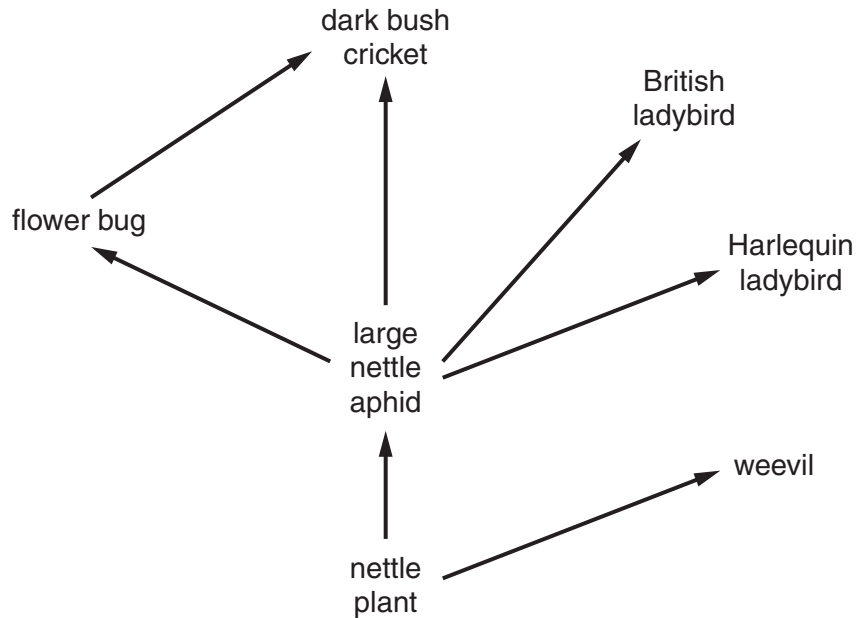 dark bush
cricket
British
ladybird
flower bug
Harlequin
ladybird
large
nettle
aphid
weevil
nettle
plant